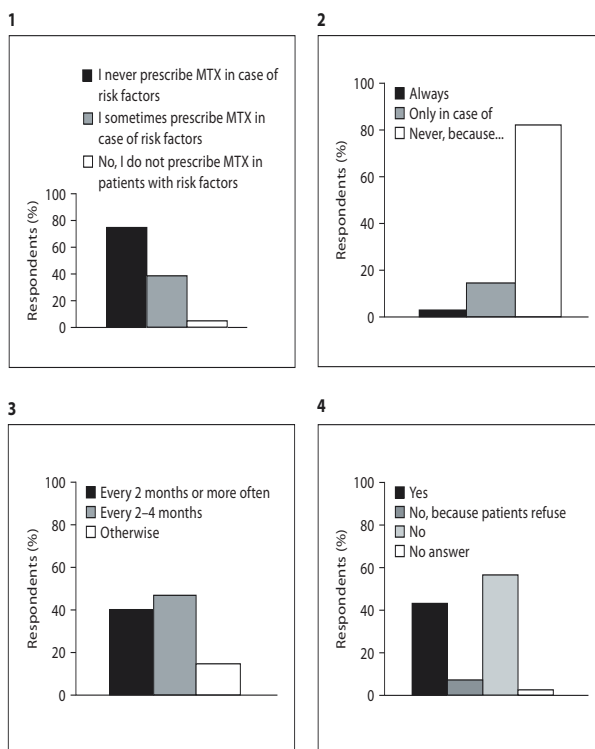 1
I never prescribe MTX in case of
risk factors
I sometimes prescribe MTX in
case of risk factors
No, I do not prescribe MTX in
patients with risk factors
Respondents (%)
100
80
60
40
20
0
2
Respondents (%)
100
80
60
40
20
0
Always
Only in case of
Never, because...
3
Respondents (%)
100
80
60
40
20
0
Every 2 months or more often
Every 2–4 months
Otherwise
4
Respondents (%)
100
80
60
40
20
0
Yes
No, because patients refuse
No
No answer